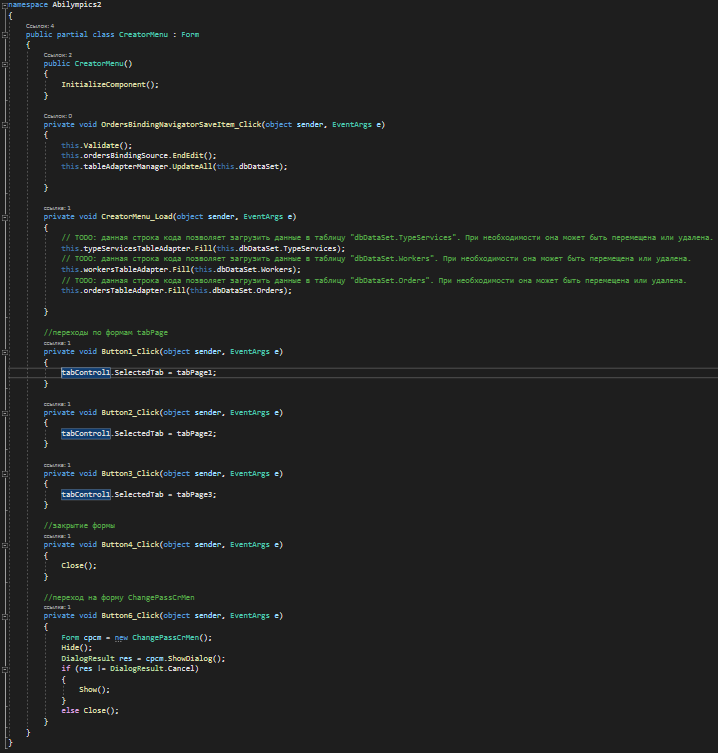 namespace Abilympics2
{
Ссылок: 4
public partial class CreatorMenu : Form
{
Ссылок: 2
public CreatorMenu()
{
InitializeComponent();
}
Ссылок: 0
private void OrdersBindingNavigatorSaveItem_Click(object sender, EventArgs e)
{
this.Validate();
this.ordersBindingSource.EndEdit();
this.tableAdapterManager.UpdateAll(this.dbDataSet);
}
ссылка: 1
private void CreatorMenu_Load(object sender, EventArgs e)
{
// TODO: данная строка кода позволяет загрузить данные в таблицу "dbDataSet.TypeServices". При необходимости она может быть перемещена или удалена.
this.typeServicesTableAdapter.Fill(this.dbDataSet.TypeServices);
// TODO: данная строка кода позволяет загрузить данные в таблицу "dbDataSet.Workers". При необходимости она может быть перемещена или удалена.
this.workersTableAdapter.Fill(this.dbDataSet.Workers);
// TODO: данная строка кода позволяет загрузить данные в таблицу "dbDataSet.Orders". При необходимости она может быть перемещена или удалена.
this.ordersTableAdapter.Fill(this.dbDataSet.Orders);
}
//переходы по формам tabPage
ссылка: 1
private void Button1_Click(object sender, EventArgs e)
{
tabControl1.SelectedTab = tabPage1;
}
ссылка: 1
private void Button2_Click(object sender, EventArgs e)
{
tabControl1.SelectedTab = tabPage2;
}
ссылка: 1
private void Button3_Click(object sender, EventArgs e)
{
tabControl1.SelectedTab = tabPage3;
}
//закрытие формы
ссылка: 1
private void Button4_Click(object sender, EventArgs e)
{
Close();
}
//переход на форму ChangePassCrMen
ссылка: 1
private void Button6_Click(object sender, EventArgs e)
{
Form cpcm = new ChangePassCrMen();
Hide();
DialogResult res = cpcm.ShowDialog();
if (res != DialogResult.Cancel)
{
Show();
}
else Close();
}
}
}